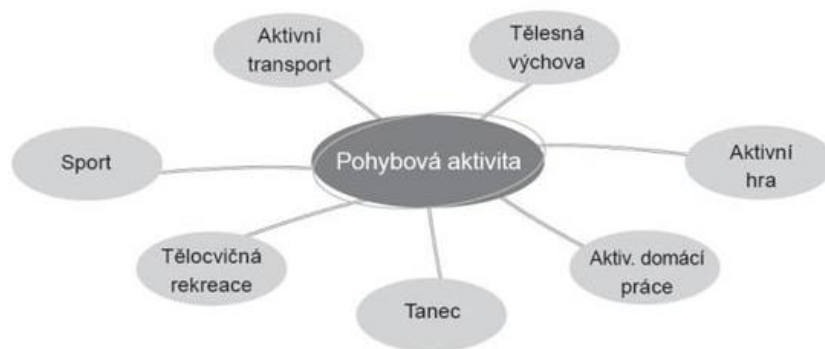 Aktivní
transport
Tělesná
výchova
Sport
Pohybová aktivita
Aktivní
hra
Tělocvičná
rekreace
Tanec
Aktiv. domácí
práce